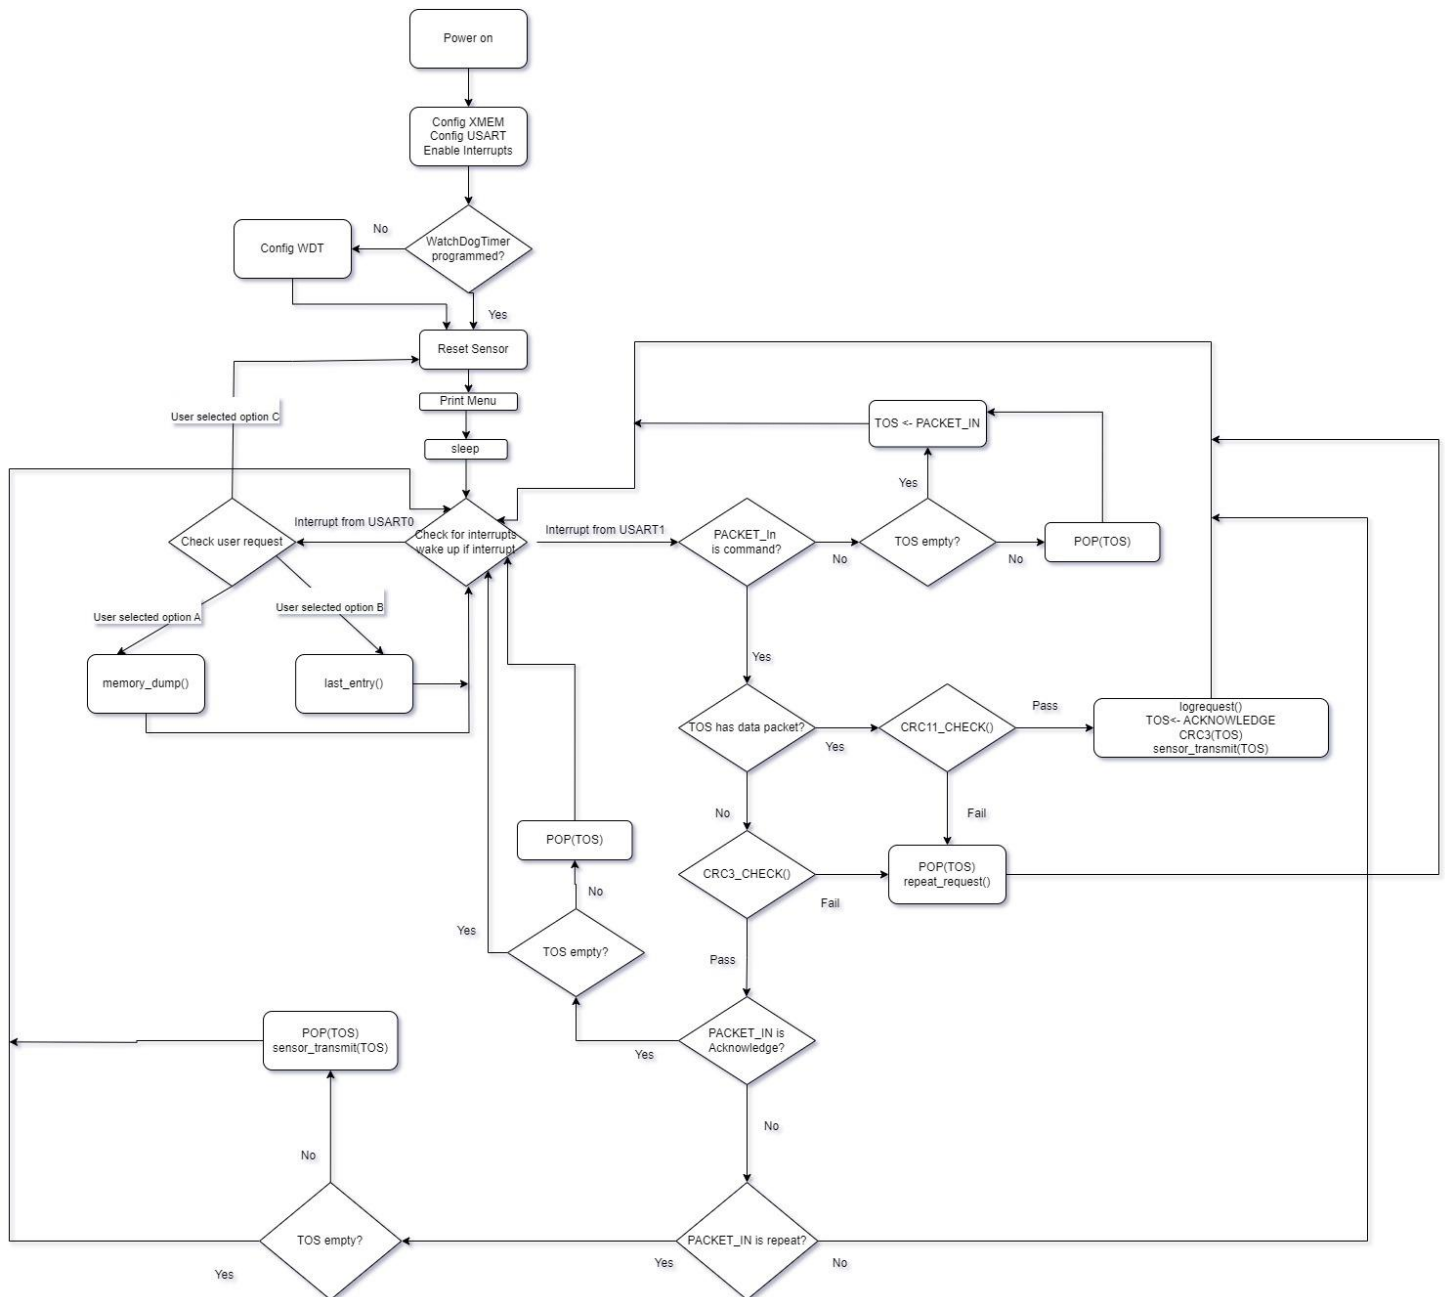 Power on
Config XMEM
Config USART
Enable Interrupts
WatchDogTimer
programmed?
No
Config WDT
Yes
Reset Sensor
Print Menu
sleep
User selected option C
Check for interrupts
wake up if interrupt
Interrupt from USART0
Check user request
User selected option A
User selected option B
memory_dump()
last_entry()
Interrupt from USART1
PACKET_In
is command?
No
TOS empty?
Yes
TOS <- PACKET_IN
No
POP(TOS)
Yes
TOS has data packet?
Yes
CRC11_CHECK()
Pass
logrequest()
TOS<- ACKNOWLEDGE
CRC3(TOS)
sensor_transmit(TOS)
Fail
No
CRC3_CHECK()
Fail
POP(TOS)
repeat_request()
Pass
PACKET_IN is
Acknowledge?
Yes
TOS empty?
No
POP(TOS)
Yes
No
PACKET_IN is repeat?
No
Yes
TOS empty?
No
POP(TOS)
sensor_transmit(TOS)
Yes